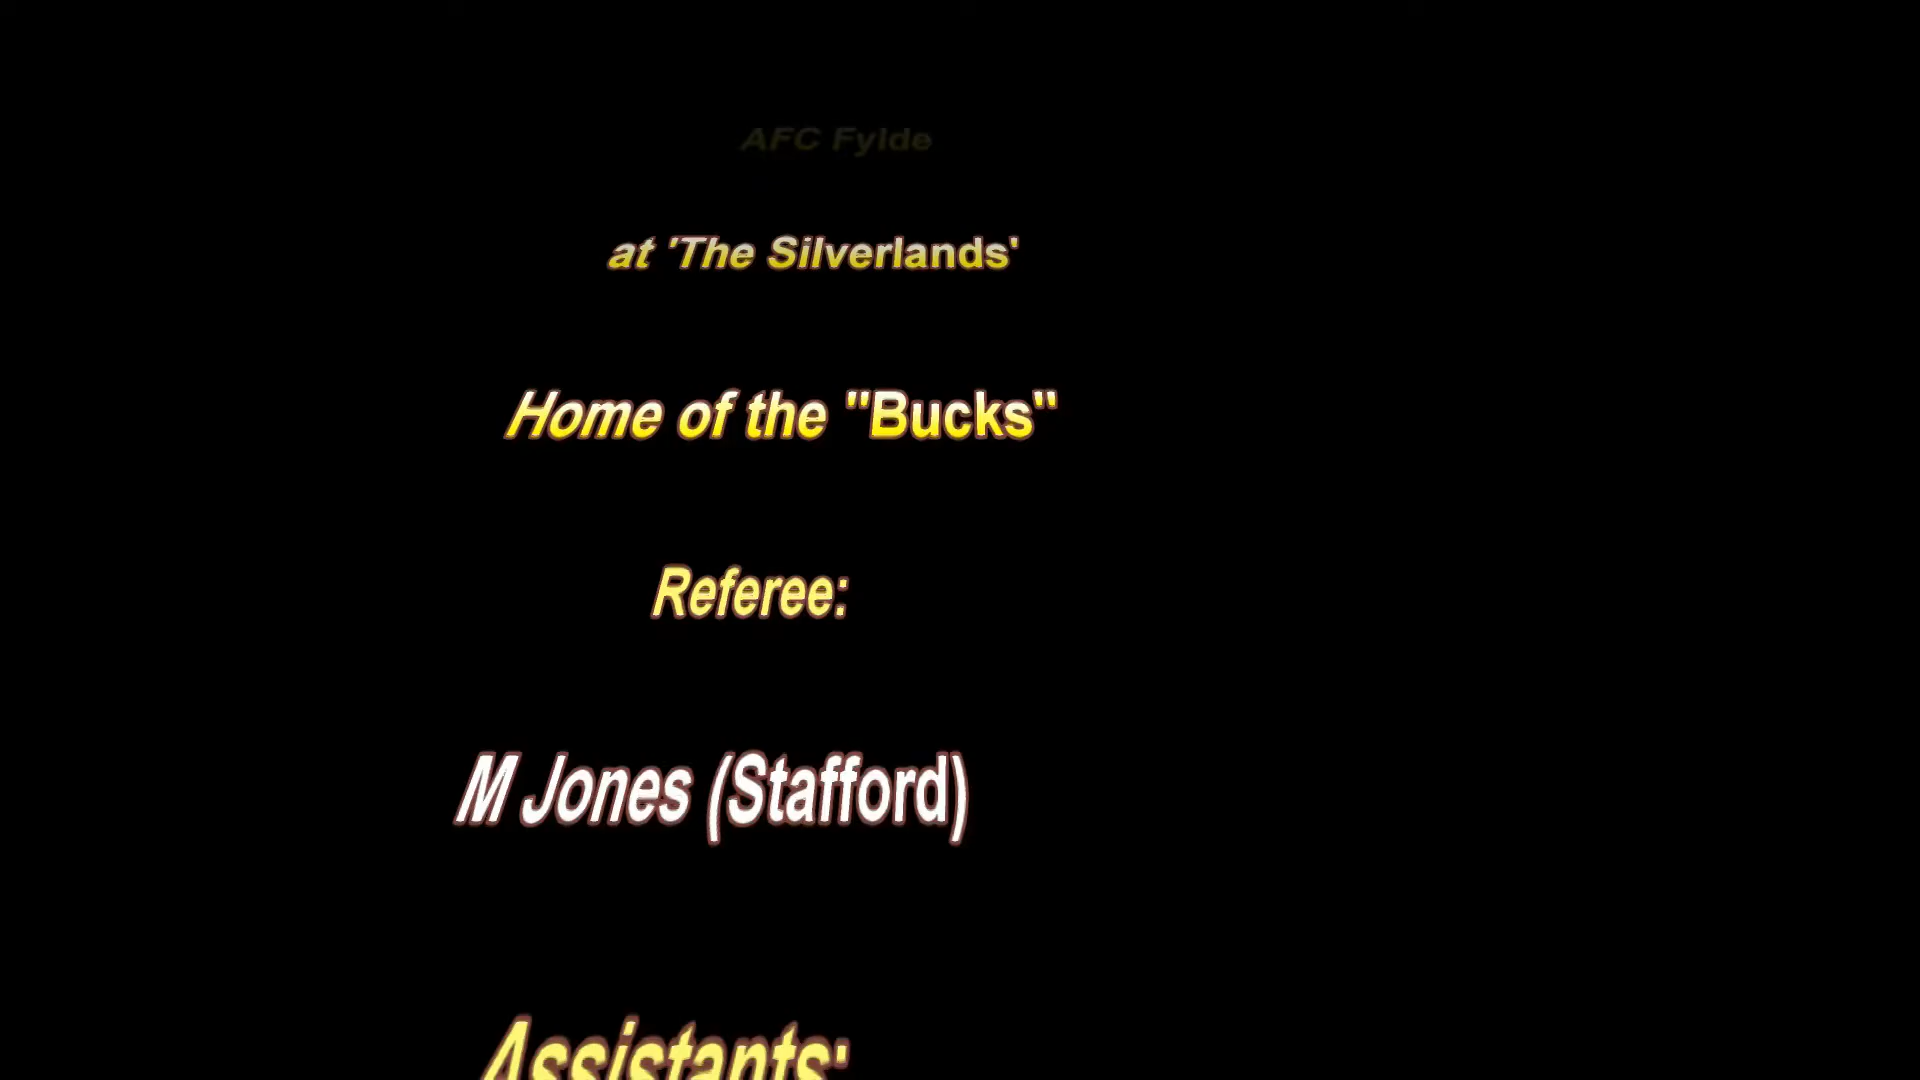 AFC Fylde
at 'The Silverlands'
Home of the "Bucks"
Referee:
M Jones (Stafford)
Assistants: